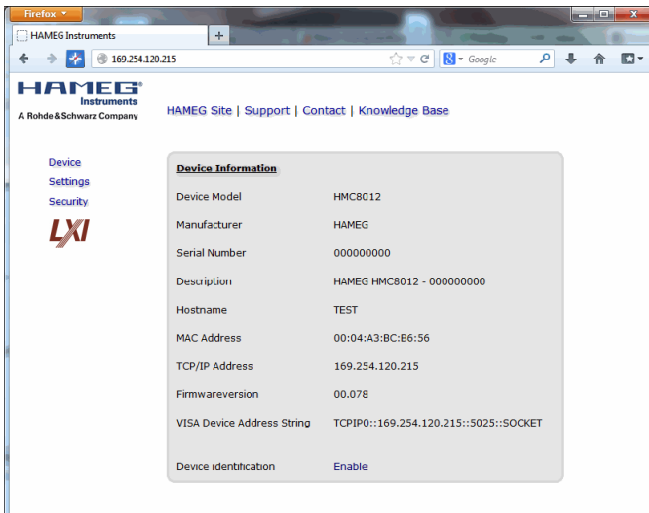 Firefox
HAMEG Instruments
169.254.120.215
Google
HAMEG®
Instruments
A Rohde & Schwarz Company
HAMEG Site | Support | Contact | Knowledge Base
Device
Settings
Security
LXI
Device Information
Device Model HMC8012
Manufacturer HAMEG
Serial Number 000000000
Description HAMEG HMC8012 - 000000000
Hostname TEST
MAC Address 00:04:A3:BC:E6:56
TCP/IP Address 169.254.120.215
Firmwareversion 00.078
VISA Device Address String TCPIP0::169.254.120.215::5025::SOCKET
Device identification Enable